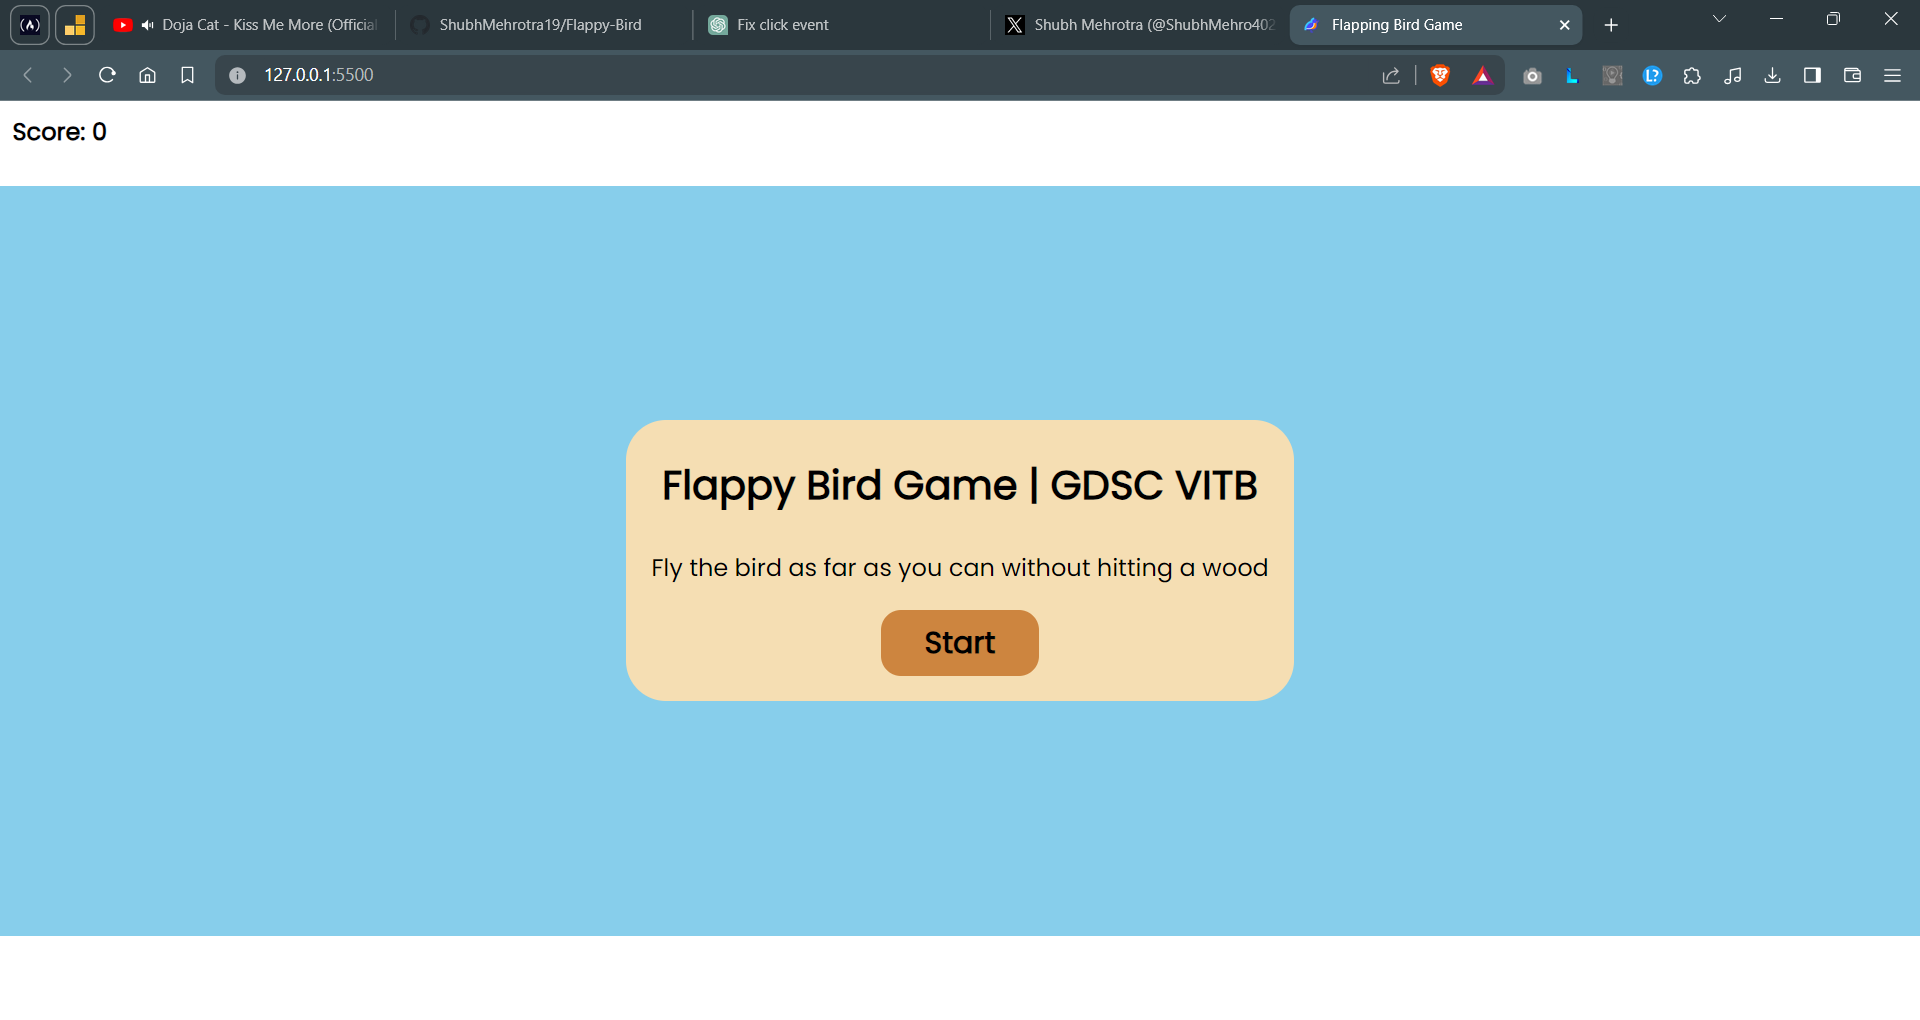 Doja Cat - Kiss Me More (Official
ShubhMehrotra19/Flappy-Bird
Fix click event
Shubh Mehrotra (@ShubhMehro402
Flapping Bird Game
127.0.0.1:5500
Score: 0
Flappy Bird Game | GDSC VITB
Fly the bird as far as you can without hitting a wood
Start